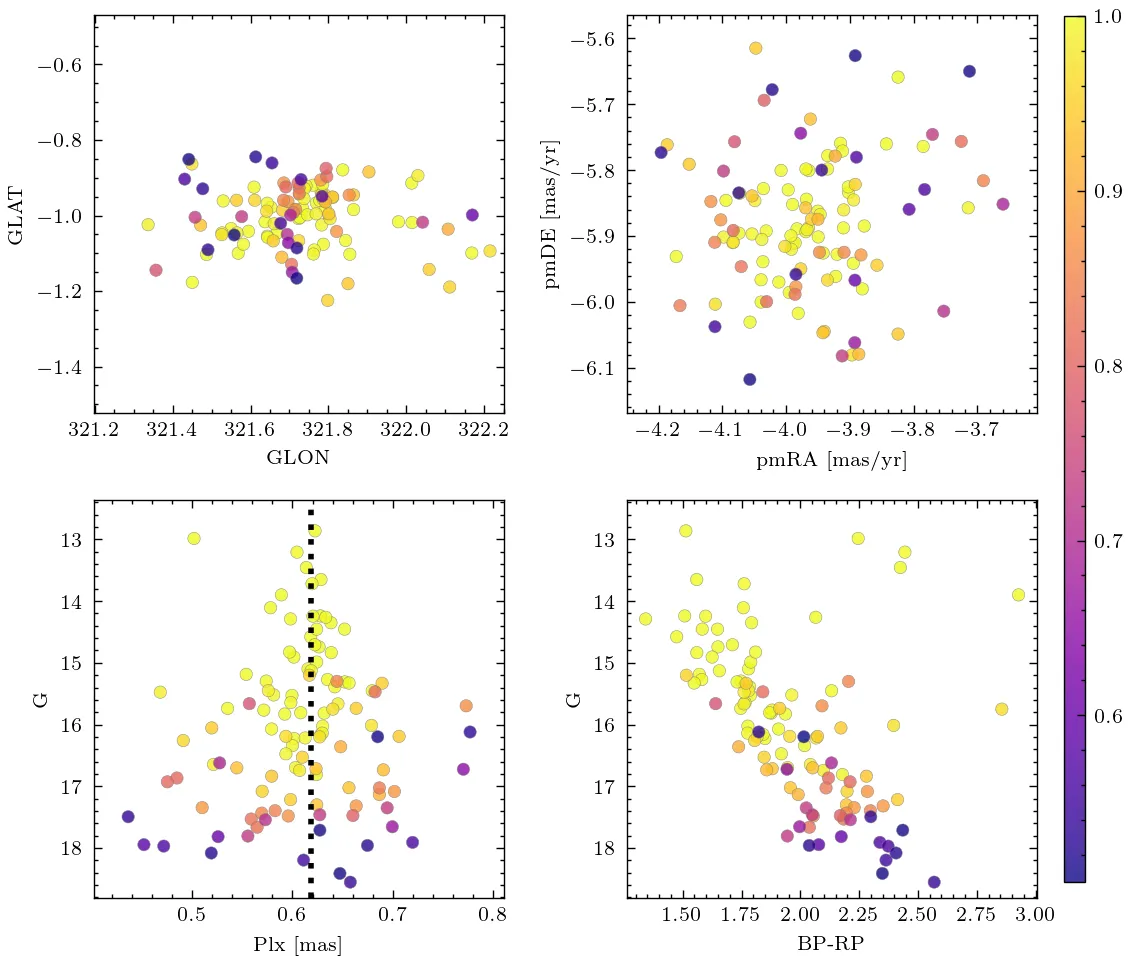 −0.6
−0.8
−1.0
−1.2
−1.4
GLAT
321.2 321.4 321.6 321.8 322.0 322.2
GLON
−5.6
−5.7
−5.8
−5.9
−6.0
−6.1
pmDE [mas/yr]
−4.2 −4.1 −4.0 −3.9 −3.8 −3.7
pmRA [mas/yr]
1.0
0.9
0.8
0.7
0.6
13
14
15
16
17
18
G
0.5 0.6 0.7 0.8
Plx [mas]
13
14
15
16
17
18
G
1.50 1.75 2.00 2.25 2.50 2.75 3.00
BP-RP